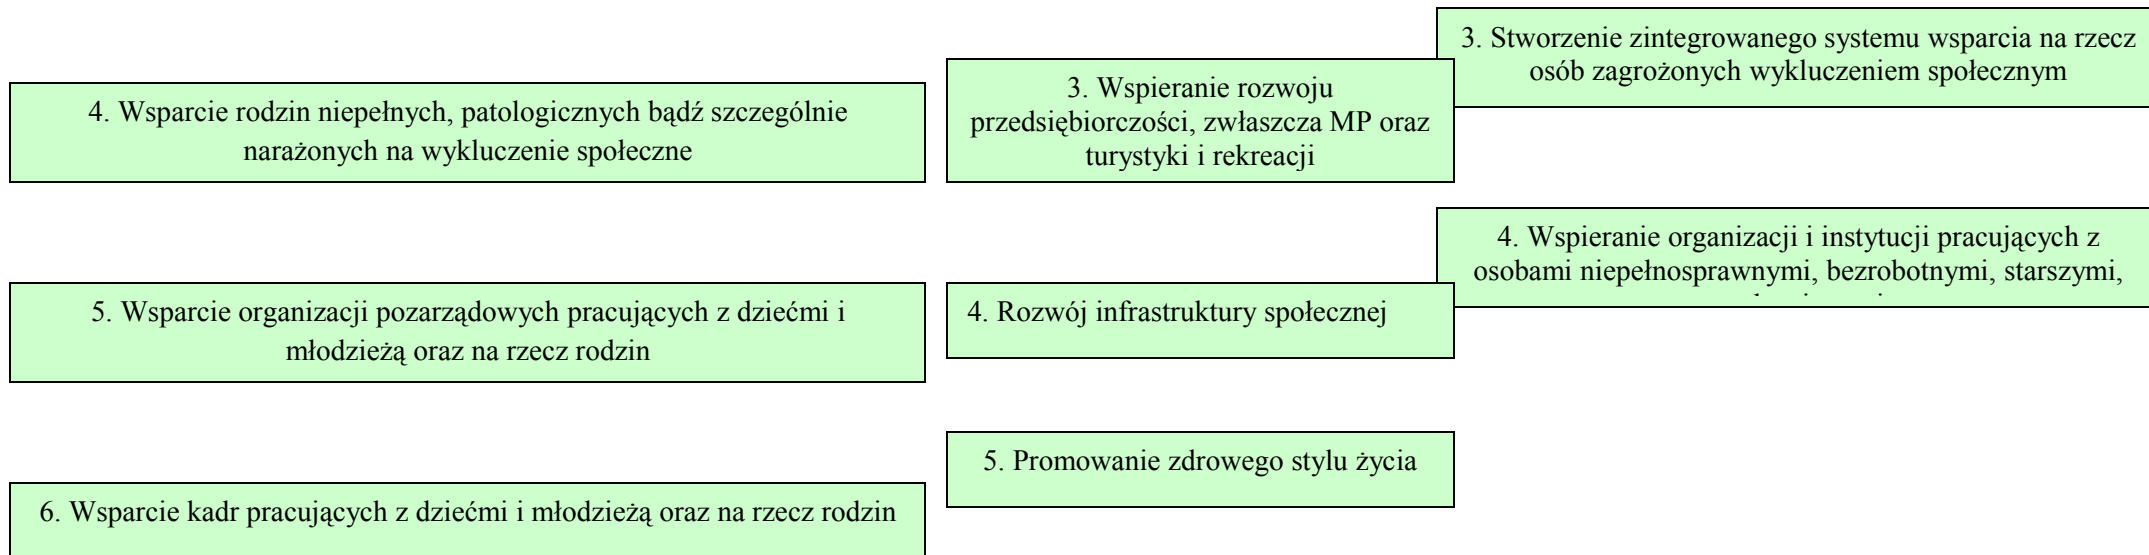 4. Wsparcie rodzin niepełnych, patologicznych bądź szczególnie
narażonych na wykluczenie społeczne
5. Wsparcie organizacji pozarządowych pracujących z dziećmi i
młodzieżą oraz na rzecz rodzin
6. Wsparcie kadr pracujących z dziećmi i młodzieżą oraz na rzecz rodzin
3. Wspieranie rozwoju
przedsiębiorczości, zwłaszcza MP oraz
turystyki i rekreacji
4. Rozwój infrastruktury społecznej
5. Promowanie zdrowego stylu życia
3. Stworzenie zintegrowanego systemu wsparcia na rzecz
osób zagrożonych wykluczeniem społecznym
4. Wspieranie organizacji i instytucji pracujących z
osobami niepełnosprawnymi, bezrobotnymi, starszymi,